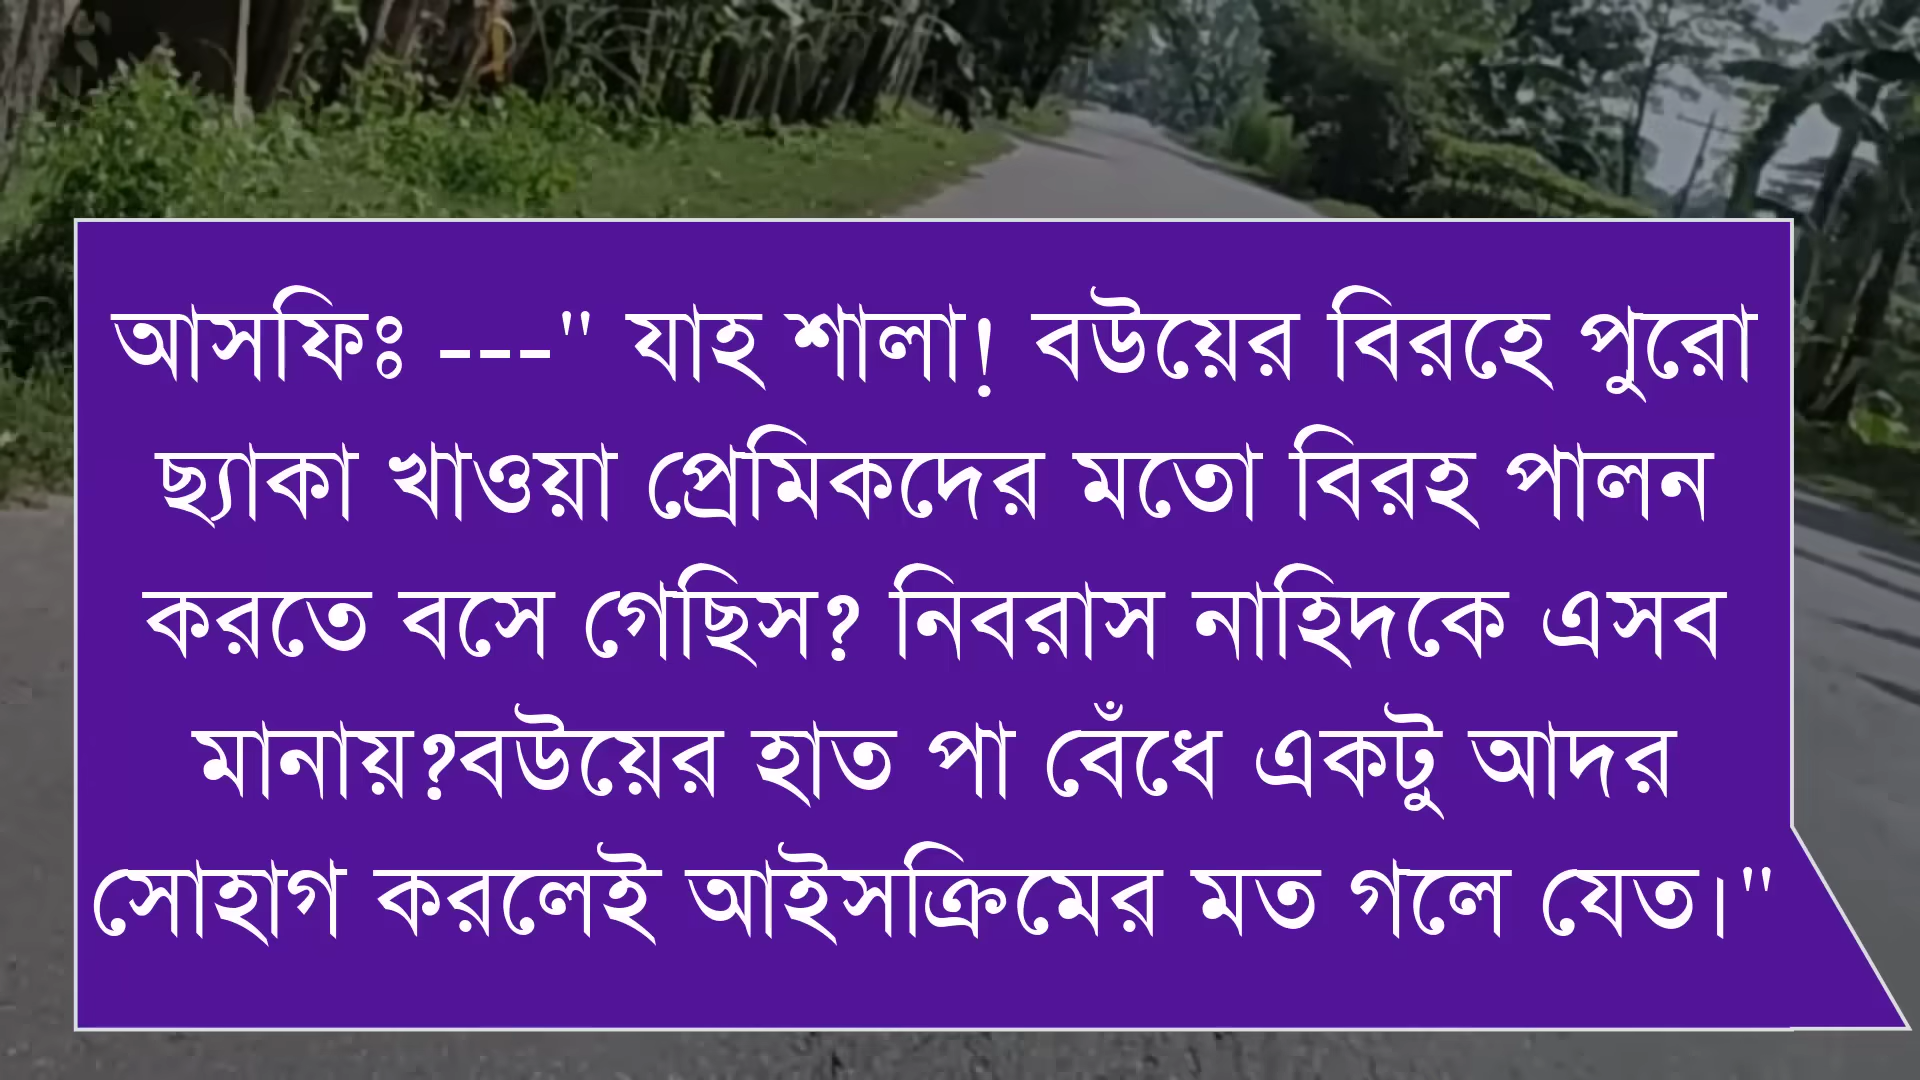 আসফিঃ ---" যাহ শালা! বউয়ের বিরহে পুরো
ছ্যাকা খাওয়া প্রেমিকদের মতো বিরহ পালন
করতে বসে গেছিস? নিবরাস নাহিদকে এসব
মানায়?বউয়ের হাত পা বেঁধে একটু আদর
সোহাগ করলেই আইসক্রিমের মত গলে যেত।"